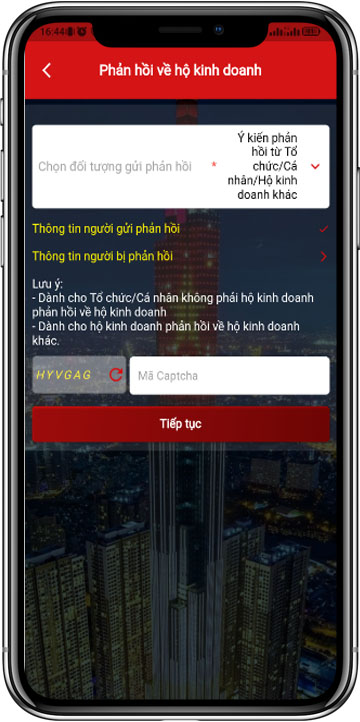 16:44
Phản hồi về hộ kinh doanh
Ý kiến phản
hồi từ Tổ
Chọn đối tượng gửi phản hồi * chức/Cá
nhân/Hộ kinh
doanh khác
Thông tin người gửi phản hồi
Thông tin người bị phản hồi
Lưu ý:
- Dành cho Tổ chức/Cá nhân không phải hộ kinh doanh
phản hồi về hộ kinh doanh
- Dành cho hộ kinh doanh phản hồi về hộ kinh doanh
khác.
HYVGAG
Mã Captcha
Tiếp tục